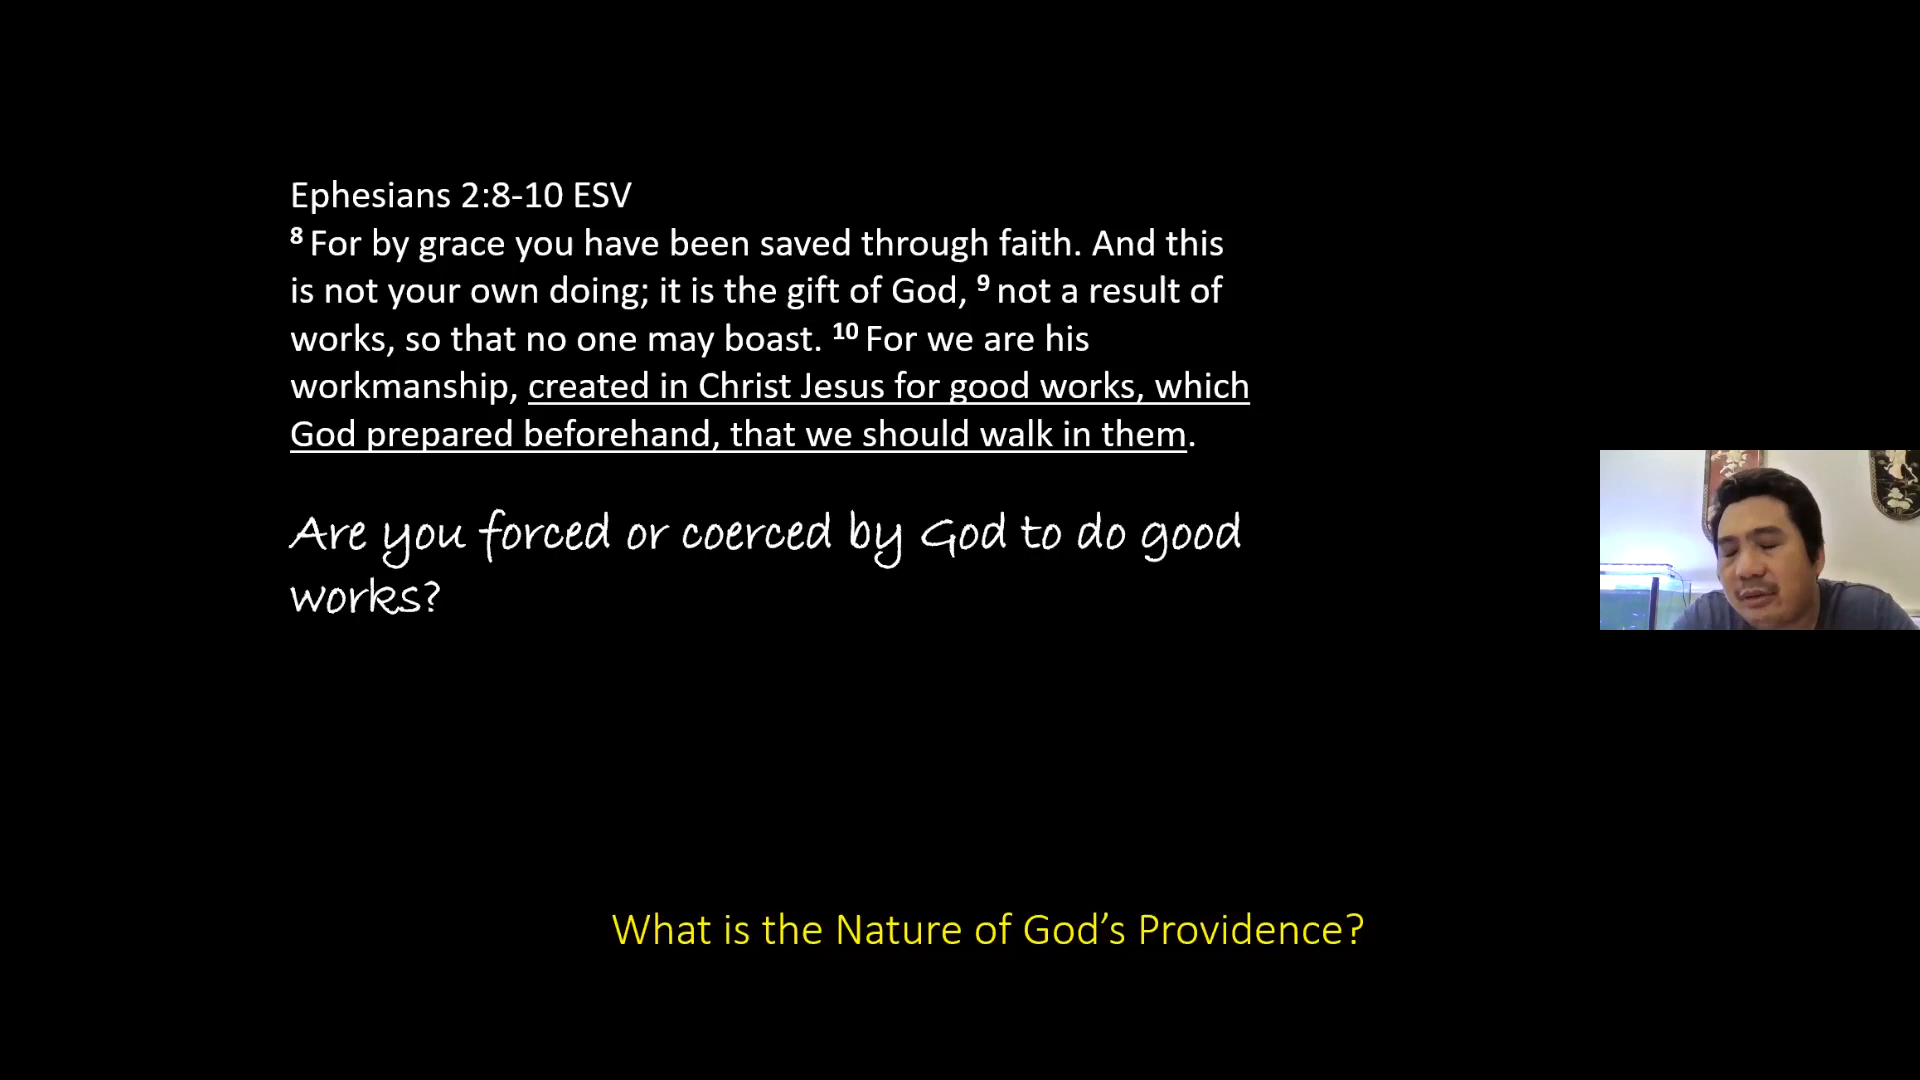 Ephesians 2:8-10 ESV
8 For by grace you have been saved through faith. And this
is not your own doing; it is the gift of God, 9 not a result of
works, so that no one may boast. 10 For we are his
workmanship, created in Christ Jesus for good works, which
God prepared beforehand, that we should walk in them.
Are you forced or coerced by God to do good
works?
What is the Nature of God’s Providence?